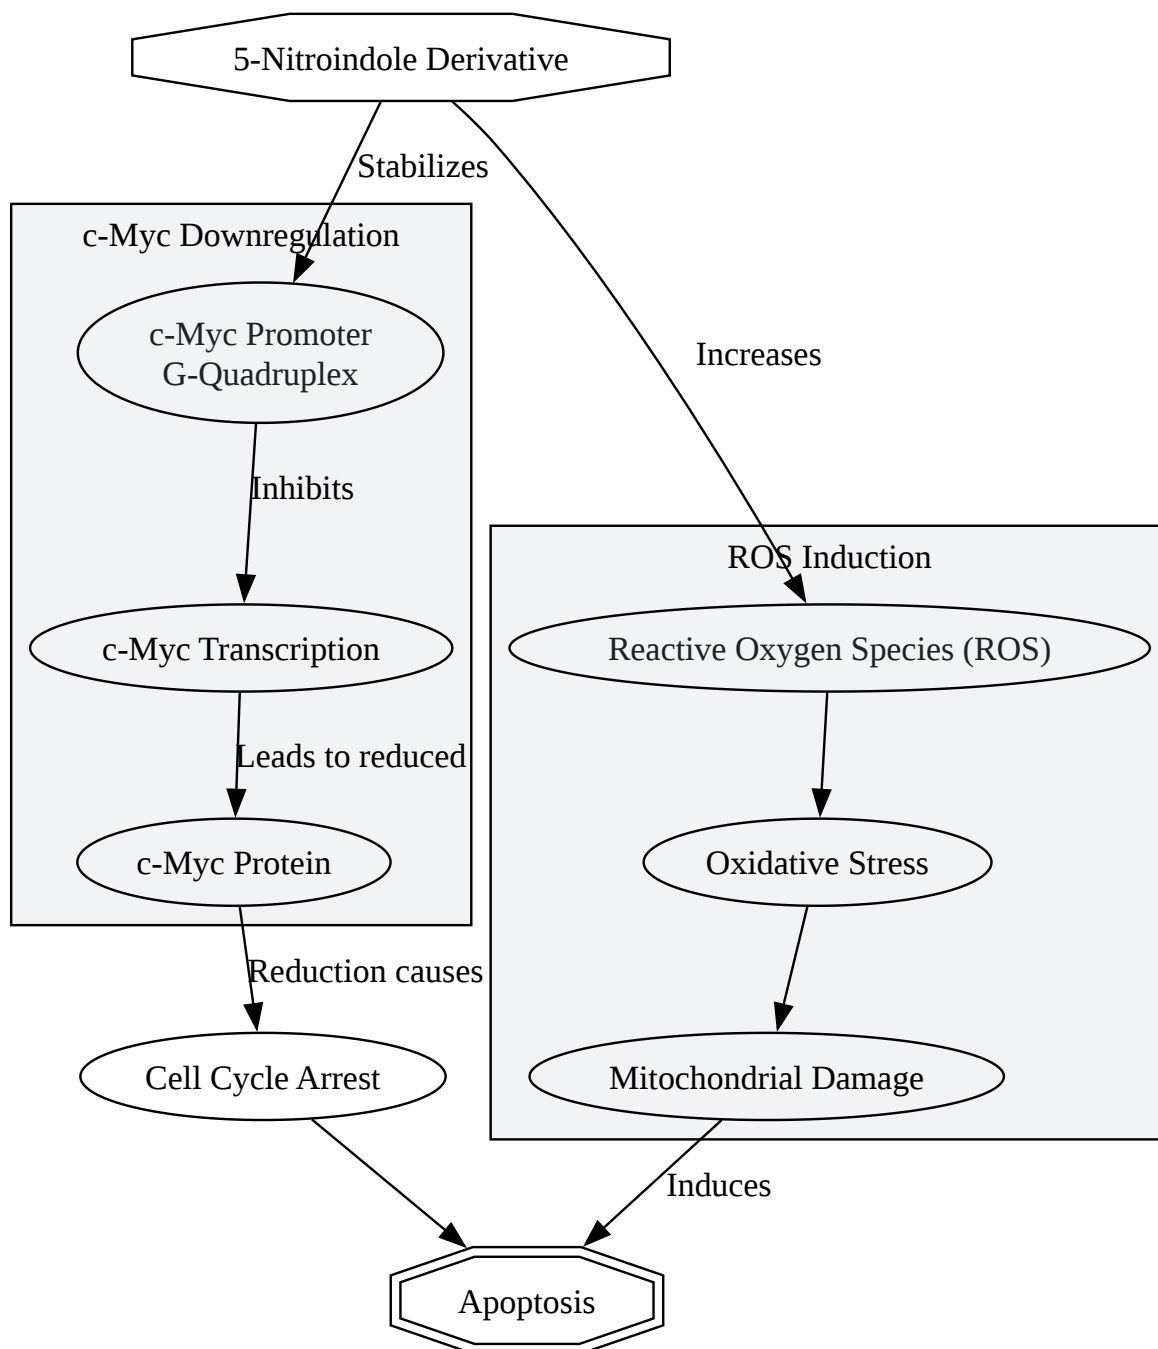 5-Nitroindole Derivative
Stabilizes
c-Myc Downregulation
c-Myc Promoter
G-Quadruplex
Increases
Inhibits
ROS Induction
c-Myc Transcription
Reactive Oxygen Species (ROS)
Leads to reduced
c-Myc Protein
Oxidative Stress
Reduction causes
Cell Cycle Arrest
Mitochondrial Damage
Induces
Apoptosis